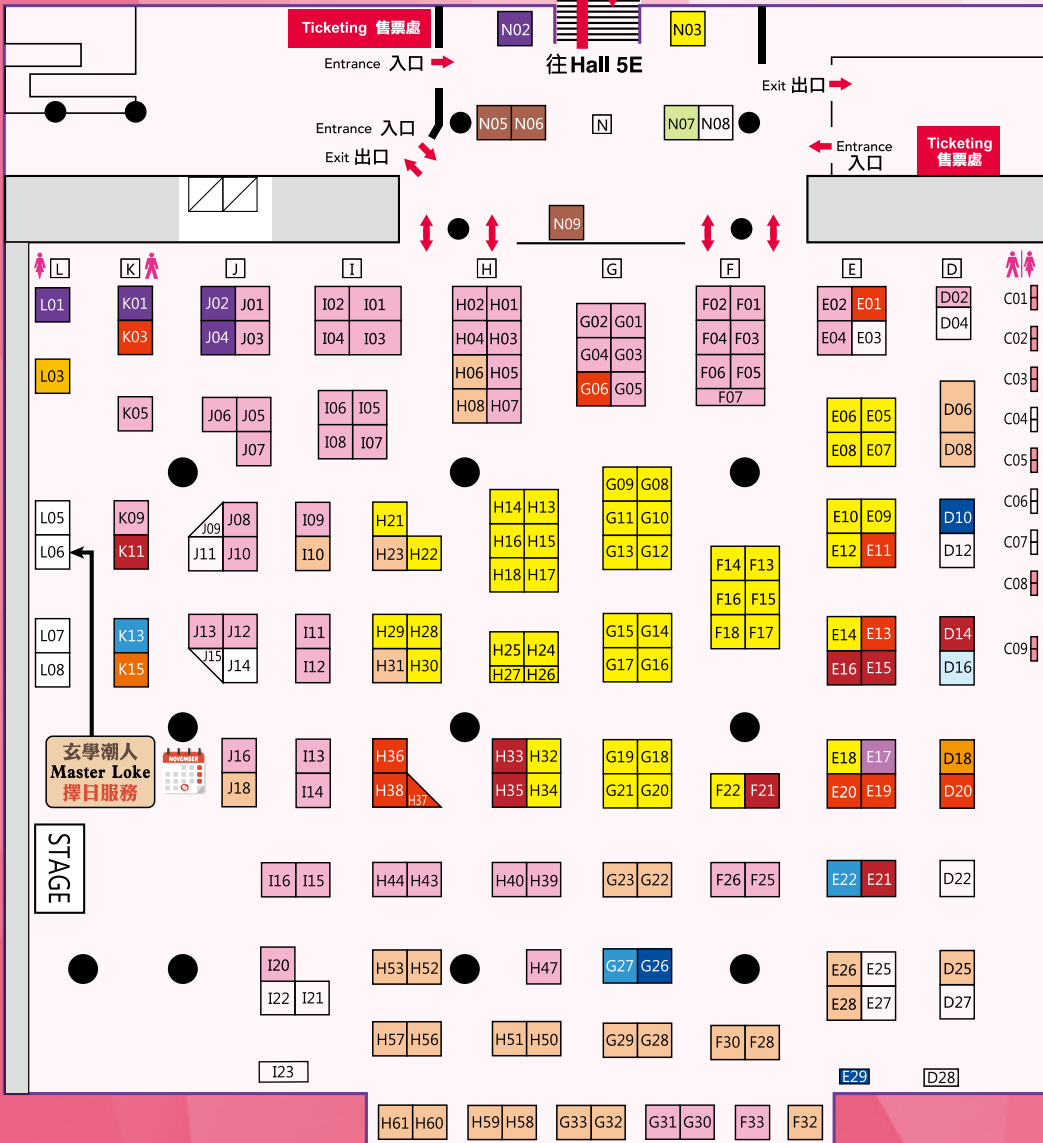 Ticketing 售票處
N02
N03
往Hall 5E
Entrance 入口
Exit 出口
N05 N06
N
N07 N08
Entrance 入口
Exit 出口
Entrance
入口
Ticketing
售票處
N09
L K J I H G F E D
L01 K01 J02 J01 I02 I01 H02 H01 F02 F01 E02 E01 D02 C01
G02 G01
K03 J04 J03 I04 I03 H04 H03 F04 F03 E04 E03 D04 C02
G04 G03
L03 H06 H05 F06 F05 C03
G06 G05
F07
K05 J06 J05 I06 I05 H08 H07 E06 E05 D06 C04
J07 I08 I07 E08 E07 D08 C05
G09 G08
H14 H13 C06
L05 K09 J09 J08 I09 H21 G11 G10 E10 E09 D10
H16 H15 C07
L06 K11 J11 J10 I10 H23 H22 G13 G12 E12 E11 D12
H18 H17 F14 F13 C08
F16 F15
L07 K13 J13 J12 I11 H29 H28 G15 G14 F18 F17 E14 E13 D14
H25 H24 C09
L08 K15 J15 J14 I12 H31 H30 H27 H26 G17 G16 E16 E15 D16
玄學潮人
Master Loke
擇日服務
NOVEMBER
J16 I13 H36 H33 H32 G19 G18 E18 E17 D18
J18 I14 H38 H37 H35 H34 G21 G20 F22 F21 E20 E19 D20
STAGE
I16 I15 H44 H43 H40 H39 G23 G22 F26 F25 E22 E21 D22
I20 H53 H52 H47 G27 G26 E26 E25 D25
I22 I21 E28 E27 D27
H57 H56 H51 H50 G29 G28 F30 F28
I23 E29 D28
H61 H60 H59 H58 G33 G32 G31 G30 F33 F32